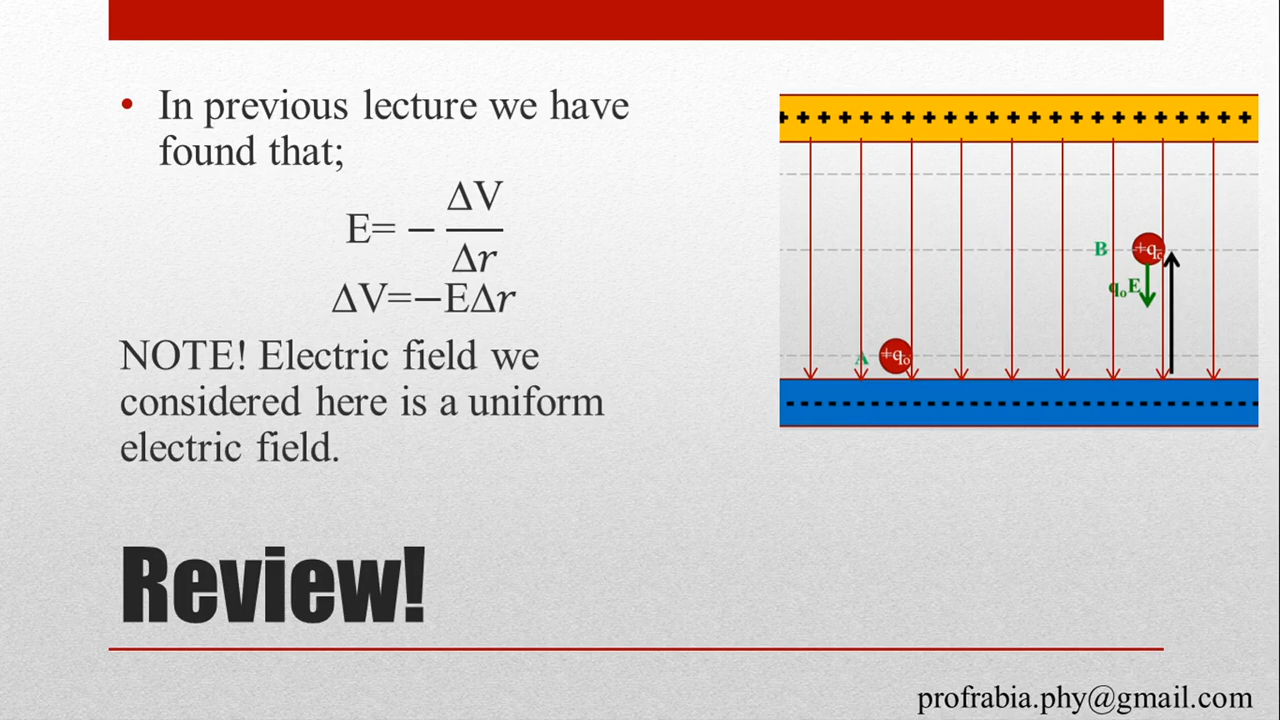 • In previous lecture we have
found that;
E= − ΔV/Δr
ΔV=−EΔr
NOTE! Electric field we
considered here is a uniform
electric field.
+ + + + + + + + + + + + + + + + + + + + + + +
B +q₀
q₀E
A +q₀
- - - - - - - - - - - - - - - - - - - - - - - - - - - - - - - - - -
Review!
profrabia.phy@gmail.com